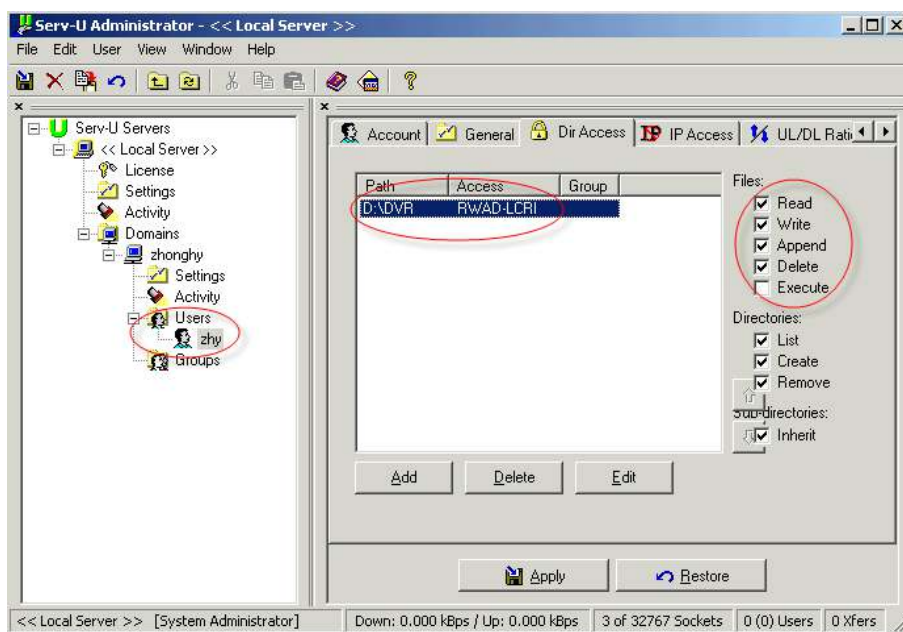 Serv-U Administrator - << Local Server >>
File Edit User View Window Help
Serv-U Servers
<< Local Server >>
License
Settings
Activity
Domains
zhonghy
Settings
Activity
Users
zhy
Groups
Account General Dir Access IP Access UL/DL Rati
Path Access Group
D:\DVR RWAD-LCRI
Files:
Read
Write
Append
Delete
Execute
Directories:
List
Create
Remove
Sub-directories:
Inherit
Add Delete Edit
Apply Restore
<< Local Server >> [System Administrator] Down: 0.000 kBps / Up: 0.000 kBps 3 of 32767 Sockets 0 (0) Users 0 Xfers